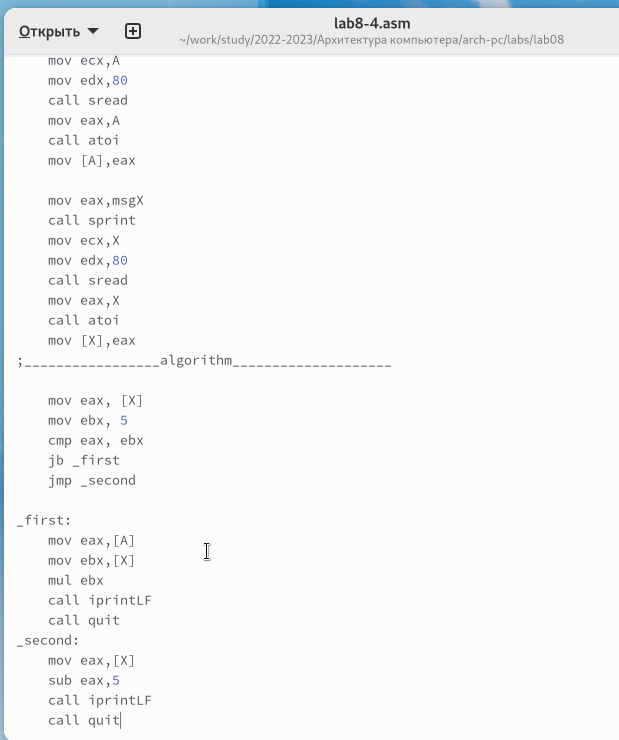 Открыть
lab8-4.asm
~/work/study/2022-2023/Архитектура компьютера/arch-pc/labs/lab08
mov ecx,A
mov edx,80
call sread
mov eax,A
call atoi
mov [A],eax
mov eax,msgX
call sprint
mov ecx,X
mov edx,80
call sread
mov eax,X
call atoi
mov [X],eax
;_________________algorithm____________________
mov eax, [X]
mov ebx, 5
cmp eax, ebx
jb _first
jmp _second
_first:
mov eax,[A]
mov ebx,[X]
mul ebx
call iprintLF
call quit
_second:
mov eax,[X]
sub eax,5
call iprintLF
call quit